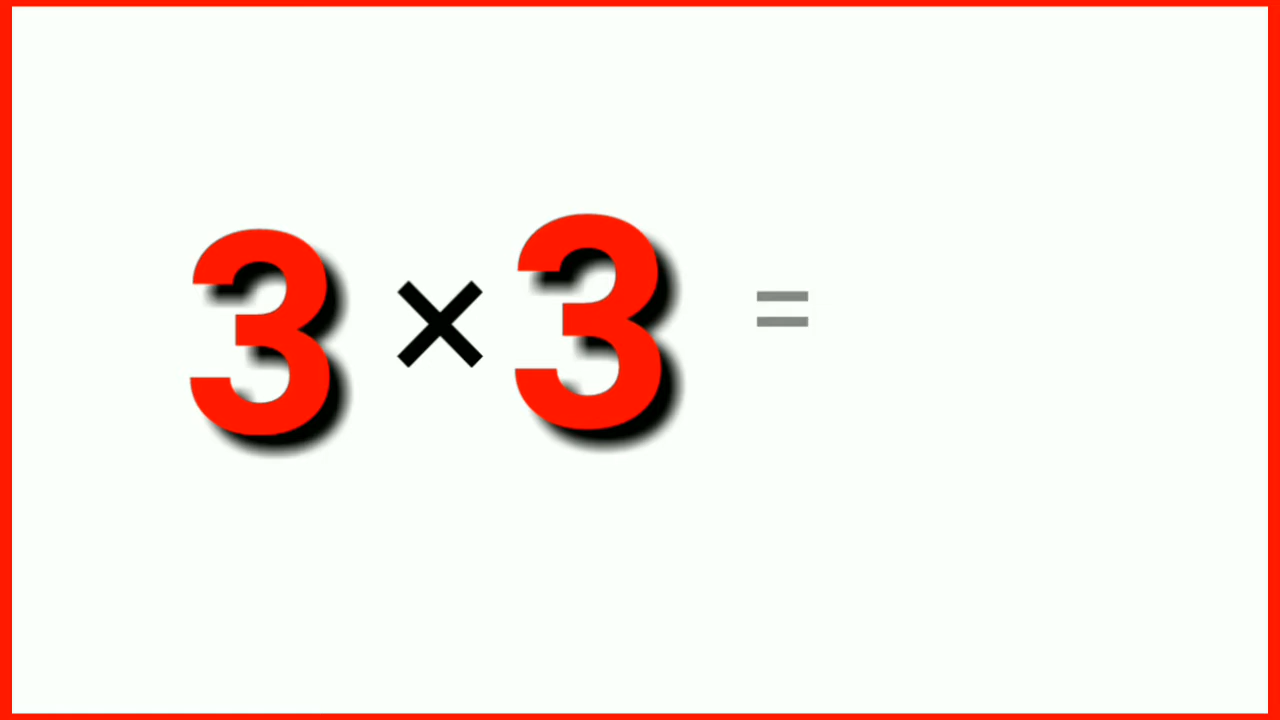 3 × 3 =